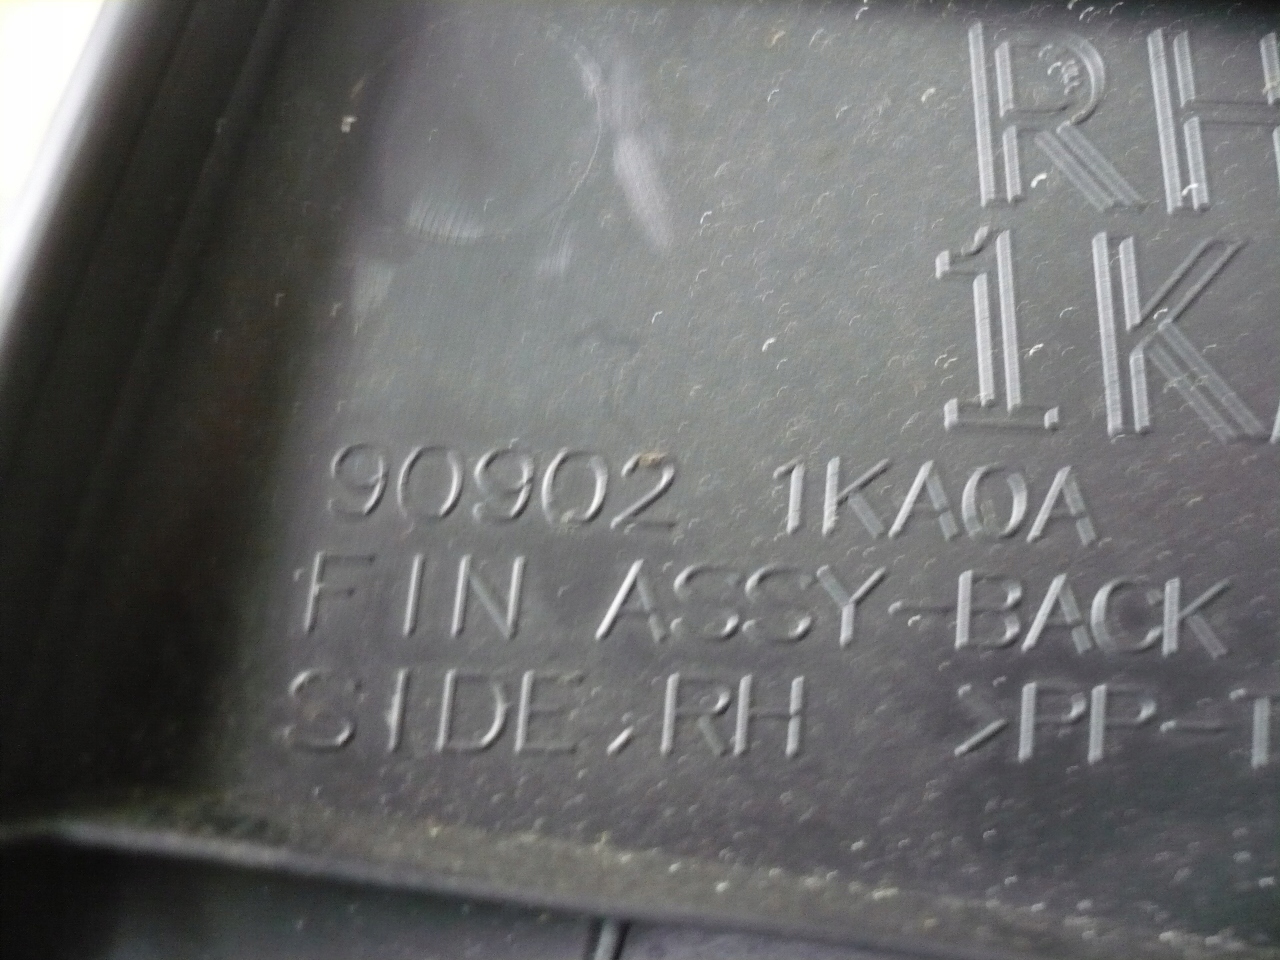 RH
1K
90902 1KA0A
FIN ASSY-BACK
SIDE,RH >PP-T